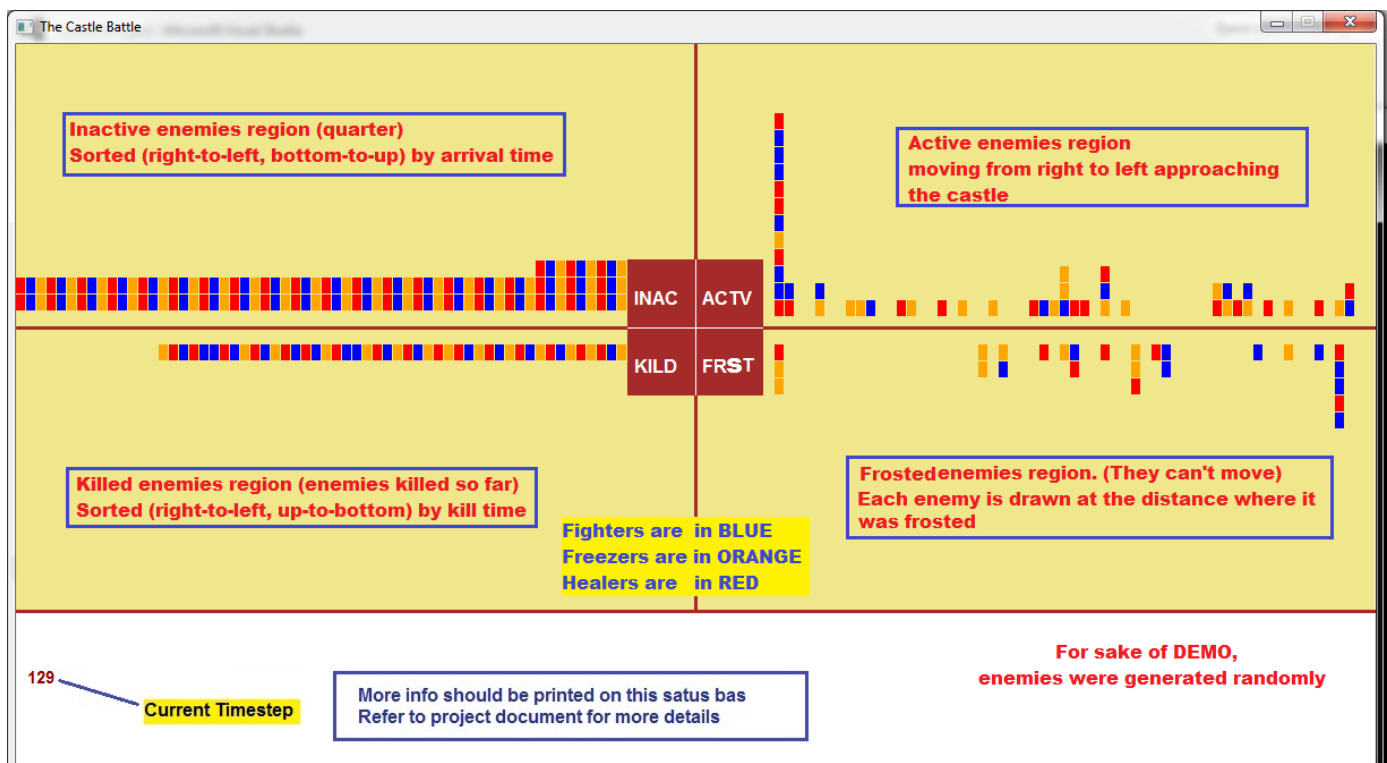 The Castle Battle
Inactive enemies region (quarter)
Sorted (right-to-left, bottom-to-up) by arrival time
Active enemies region
moving from right to left approaching
the castle
INAC ACTV
KILD FRST
Killed enemies region (enemies killed so far)
Sorted (right-to-left, up-to-bottom) by kill time
Frosted enemies region. (They can't move)
Each enemy is drawn at the distance where it
was frosted
Fighters are in BLUE
Freezers are in ORANGE
Healers are in RED
For sake of DEMO,
enemies were generated randomly
129
Current Timestep
More info should be printed on this satus bas
Refer to project document for more details